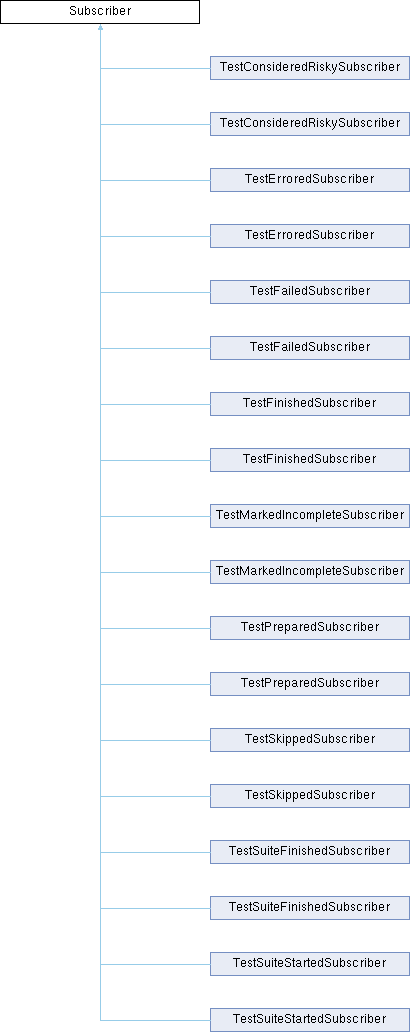 Subscriber
TestConsideredRiskySubscriber
TestConsideredRiskySubscriber
TestErroredSubscriber
TestErroredSubscriber
TestFailedSubscriber
TestFailedSubscriber
TestFinishedSubscriber
TestFinishedSubscriber
TestMarkedIncompleteSubscriber
TestMarkedIncompleteSubscriber
TestPreparedSubscriber
TestPreparedSubscriber
TestSkippedSubscriber
TestSkippedSubscriber
TestSuiteFinishedSubscriber
TestSuiteFinishedSubscriber
TestSuiteStartedSubscriber
TestSuiteStartedSubscriber